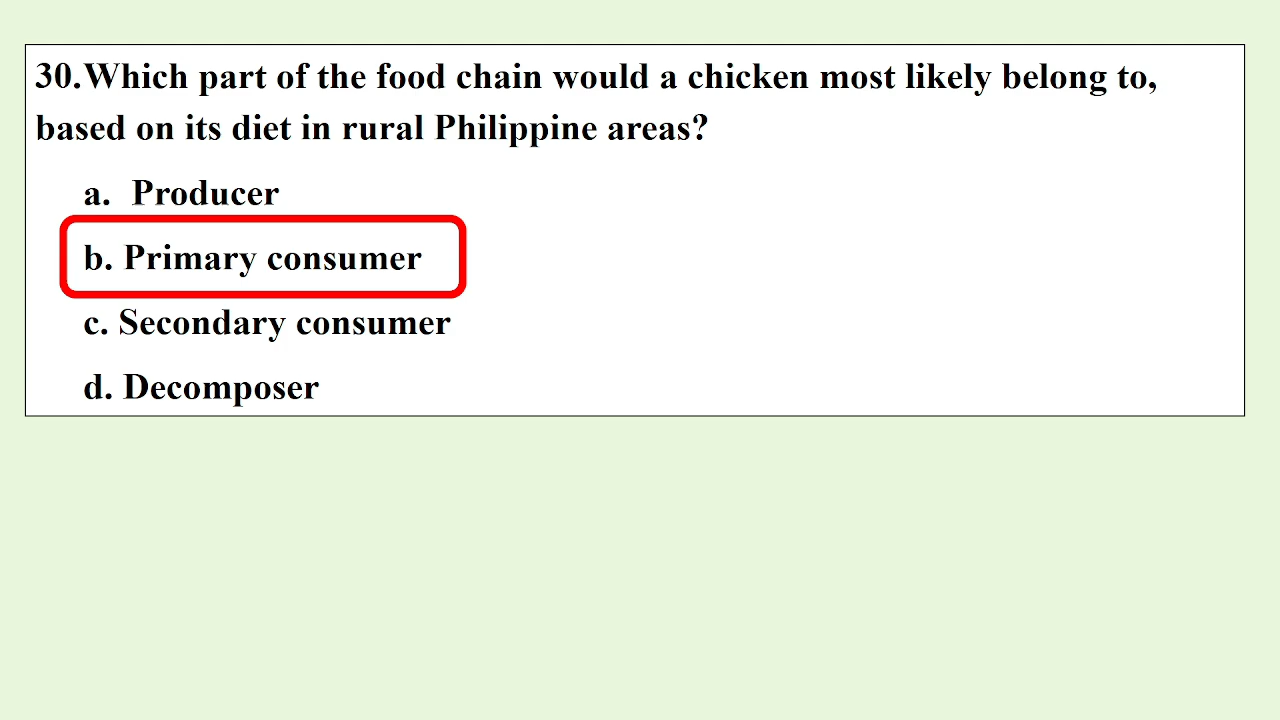 30.Which part of the food chain would a chicken most likely belong to,
based on its diet in rural Philippine areas?
a. Producer
b. Primary consumer
c. Secondary consumer
d. Decomposer